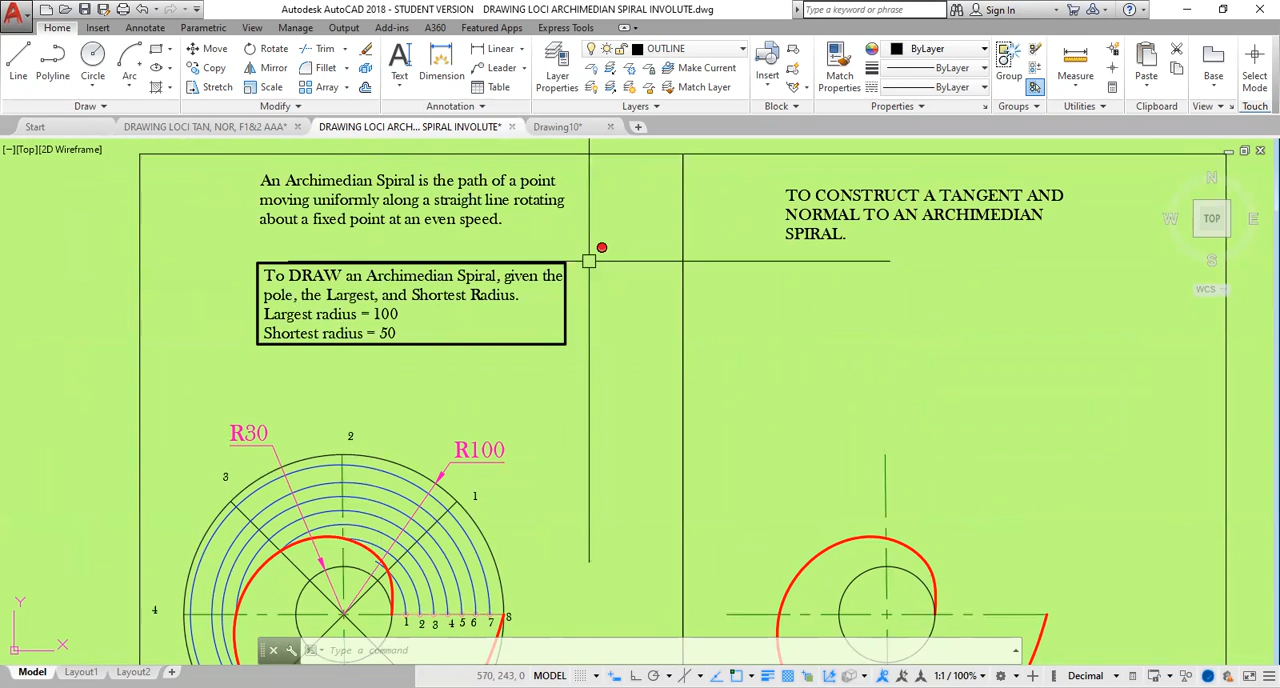 Autodesk AutoCAD 2018 - STUDENT VERSION DRAWING LOCI ARCHIMEDIAN SPIRAL INVOLUTE.dwg
Type a keyword or phrase
Sign In
Home Insert Annotate Parametric View Manage Output Add-ins A360 Featured Apps Express Tools
Line Polyline Circle Arc
Move Rotate Trim
Copy Mirror Fillet
Stretch Scale Array
Text Dimension
Linear
Leader
Table
Layer Properties
OUTLINE
Make Current
Match Layer
Insert
Match Properties
ByLayer
ByLayer
ByLayer
Group Measure Paste Base Select Mode
Draw Modify Annotation Layers Block Properties Groups Utilities Clipboard View Touch
Start DRAWING LOCI TAN, NOR, F1&2 AAA* DRAWING LOCI ARCH... SPIRAL INVOLUTE* Drawing10*
[−][Top][2D Wireframe]
An Archimedian Spiral is the path of a point
moving uniformly along a straight line rotating
about a fixed point at an even speed.
To DRAW an Archimedian Spiral, given the
pole, the Largest, and Shortest Radius.
Largest radius = 100
Shortest radius = 50
TO CONSTRUCT A TANGENT AND
NORMAL TO AN ARCHIMEDIAN
SPIRAL.
N
W TOP E
S
WCS
R30
R100
2
3
1
4
1 2 3 4 5 6 7 8
Y
X
Type a command
Model Layout1 Layout2
570, 243, 0 MODEL 1:1 / 100% Decimal